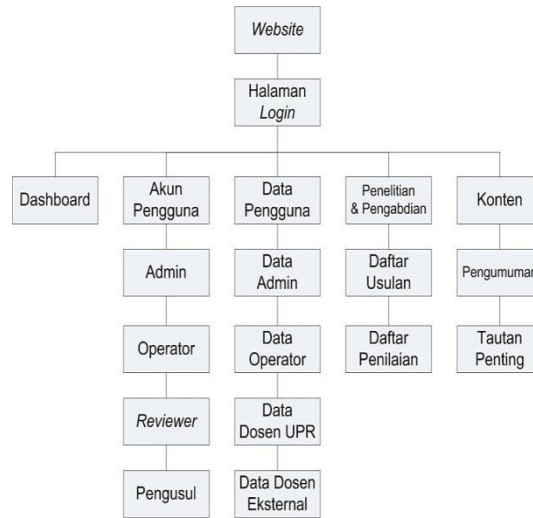 Website
Halaman
Login
Dashboard
Akun
Pengguna
Data
Pengguna
Penelitian
& Pengabdian
Konten
Admin
Data
Admin
Daftar
Usulan
Pengumuman
Operator
Data
Operator
Daftar
Penilaian
Tautan
Penting
Reviewer
Data
Dosen UPR
Pengusul
Data Dosen
Eksternal